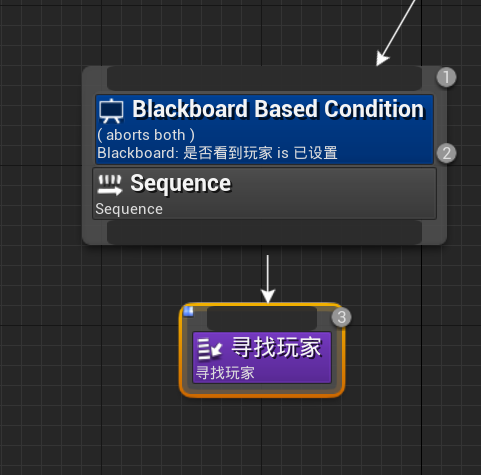 1
Blackboard Based Condition
( aborts both )
Blackboard: 是否看到玩家 is 已设置
2
Sequence
Sequence
3
寻找玩家
寻找玩家